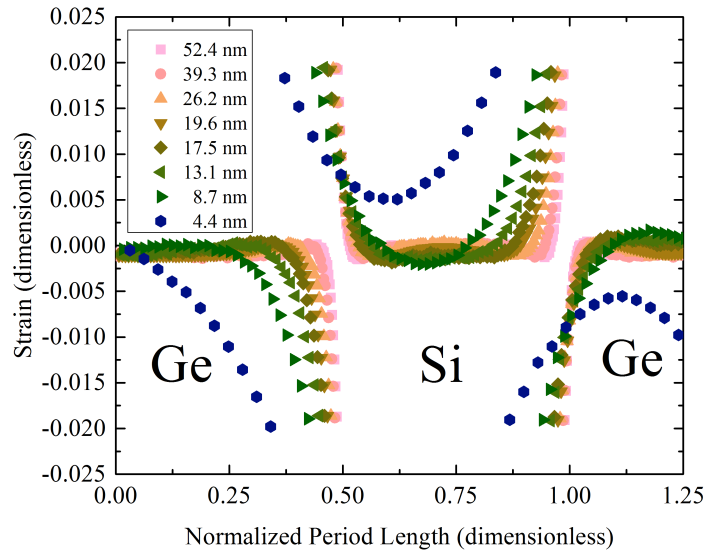 0.025
0.020
0.015
0.010
0.005
0.000
-0.005
-0.010
-0.015
-0.020
-0.025
Strain (dimensionless)
52.4 nm
39.3 nm
26.2 nm
19.6 nm
17.5 nm
13.1 nm
8.7 nm
4.4 nm
Ge Si Ge
0.00 0.25 0.50 0.75 1.00 1.25
Normalized Period Length (dimensionless)